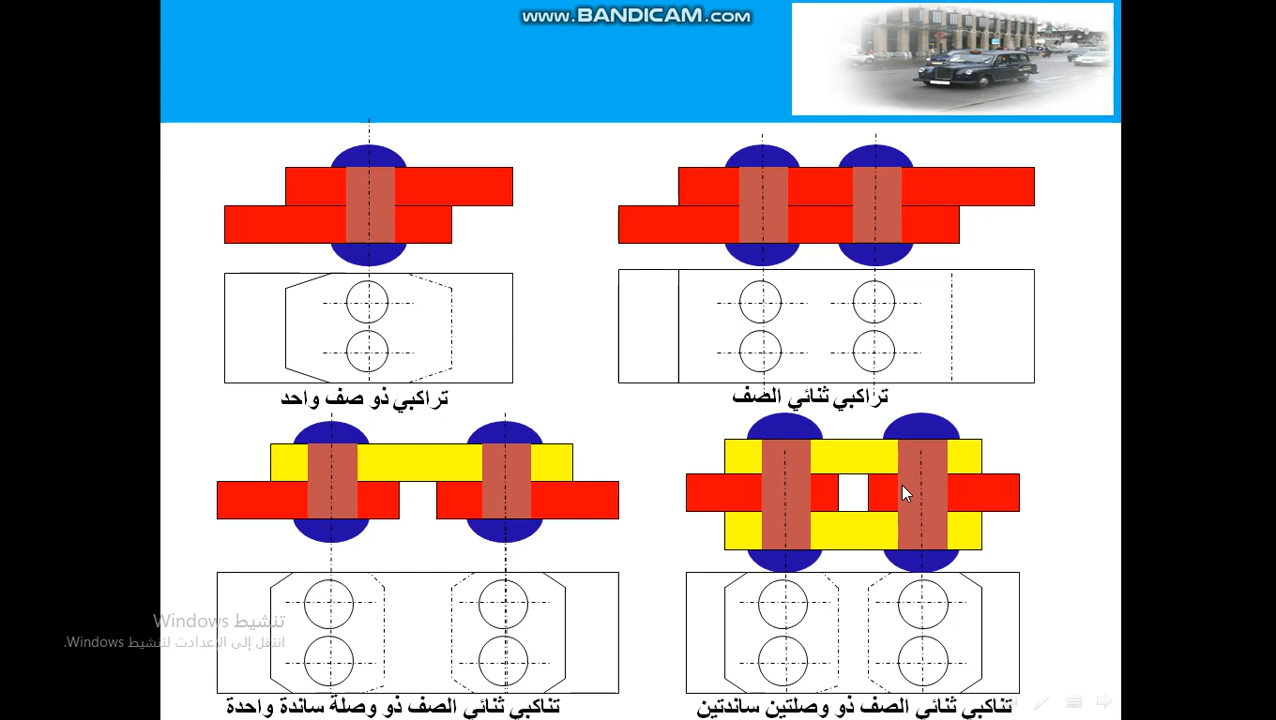 www.BANDICAM.com
تراكبي ذو صف واحد
تراكبي ثنائي الصف
تنشيط Windows
انتقل إلى الإعدادت لتنشيط Windows.
تناكبي ثنائي الصف ذو وصلة ساندة واحدة
تناكبي ثنائي الصف ذو وصلتين ساندتين